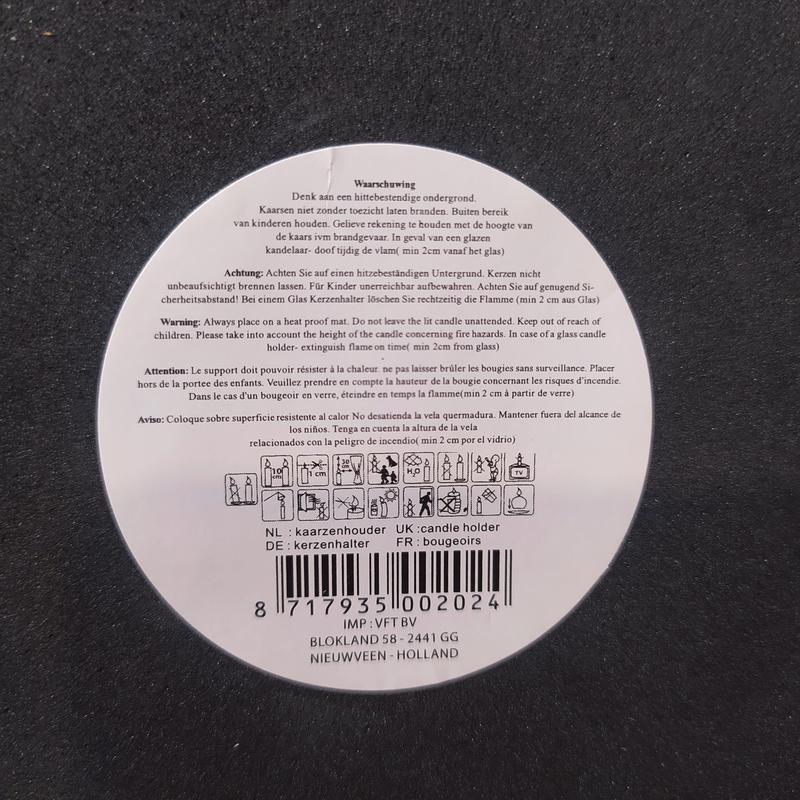 Waarschuwing
Denk aan een hittebestendige ondergrond.
Kaarsen niet zonder toezicht laten branden. Buiten bereik
van kinderen houden. Gelieve rekening te houden met de hoogte van
de kaars ivm brandgevaar. In geval van een glazen
kandelaar- doof tijdig de vlam( min 2cm vanaf het glas)
Achtung: Achten Sie auf einen hitzebeständigen Untergrund. Kerzen nicht
unbeaufsichtigt brennen lassen. Für Kinder unerreichbar aufbewahren. Achten Sie auf genugend Si-
cherheitsabstand! Bei einem Glas Kerzenhalter löschen Sie rechtzeitig die Flamme (min 2 cm aus Glas)
Warning: Always place on a heat proof mat. Do not leave the lit candle unattended. Keep out of reach of
children. Please take into account the height of the candle concerning fire hazards. In case of a glass candle
holder- extinguish flame on time( min 2cm from glass)
Attention: Le support doit pouvoir résister à la chaleur. ne pas laisser brûler les bougies sans surveillance. Placer
hors de la portee des enfants. Veuillez prendre en compte la hauteur de la bougie concernant les risques d'incendie.
Dans le cas d'un bougeoir en verre, éteindre en temps la flamme(min 2 cm à partir de verre)
Aviso: Coloque sobre superficie resistente al calor No desatienda la vela quermadura. Mantener fuera del alcance de
los niños. Tenga en cuenta la altura de la vela
relacionados con la peligro de incendio( min 2 cm por el vidrio)
10 cm 1 cm 30 cm H₂O TV
NL : kaarzenhouder UK : candle holder
DE : kerzenhalter FR : bougeoirs
8 717935 002024
IMP : VFT BV
BLOKLAND 58 - 2441 GG
NIEUWVEEN - HOLLAND